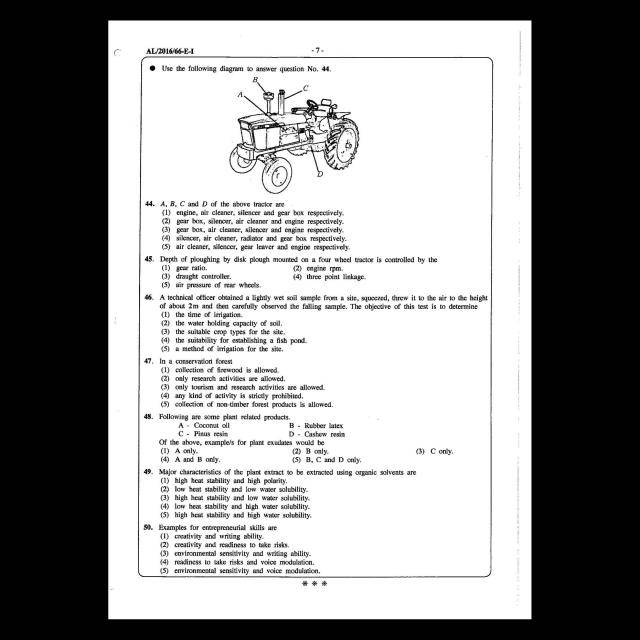 AL/2016/66-E-I
- 7 -
● Use the following diagram to answer question No. 44.
B
C
A
D
44. A, B, C and D of the above tractor are
(1) engine, air cleaner, silencer and gear box respectively.
(2) gear box, silencer, air cleaner and engine respectively.
(3) gear box, air cleaner, silencer and engine respectively.
(4) silencer, air cleaner, radiator and gear box respectively.
(5) air cleaner, silencer, gear leaver and engine respectively.
45. Depth of ploughing by disk plough mounted on a four wheel tractor is controlled by the
(1) gear ratio. (2) engine rpm.
(3) draught controller. (4) three point linkage.
(5) air pressure of rear wheels.
46. A technical officer obtained a lightly wet soil sample from a site, squeezed, threw it to the air to the height
of about 2m and then carefully observed the falling sample. The objective of this test is to determine
(1) the time of irrigation.
(2) the water holding capacity of soil.
(3) the suitable crop types for the site.
(4) the suitability for establishing a fish pond.
(5) a method of irrigation for the site.
47. In a conservation forest
(1) collection of firewood is allowed.
(2) only research activities are allowed.
(3) only tourism and research activities are allowed.
(4) any kind of activity is strictly prohibited.
(5) collection of non-timber forest products is allowed.
48. Following are some plant related products.
A - Coconut oil B - Rubber latex
C - Pinus resin D - Cashew resin
Of the above, example/s for plant exudates would be
(1) A only. (2) B only. (3) C only.
(4) A and B only. (5) B, C and D only.
49. Major characteristics of the plant extract to be extracted using organic solvents are
(1) high heat stability and high polarity.
(2) low heat stability and low water solubility.
(3) high heat stability and low water solubility.
(4) low heat stability and high water solubility.
(5) high heat stability and high water solubility.
50. Examples for entrepreneurial skills are
(1) creativity and writing ability.
(2) creativity and readiness to take risks.
(3) environmental sensitivity and writing ability.
(4) readiness to take risks and voice modulation.
(5) environmental sensitivity and voice modulation.
* * *